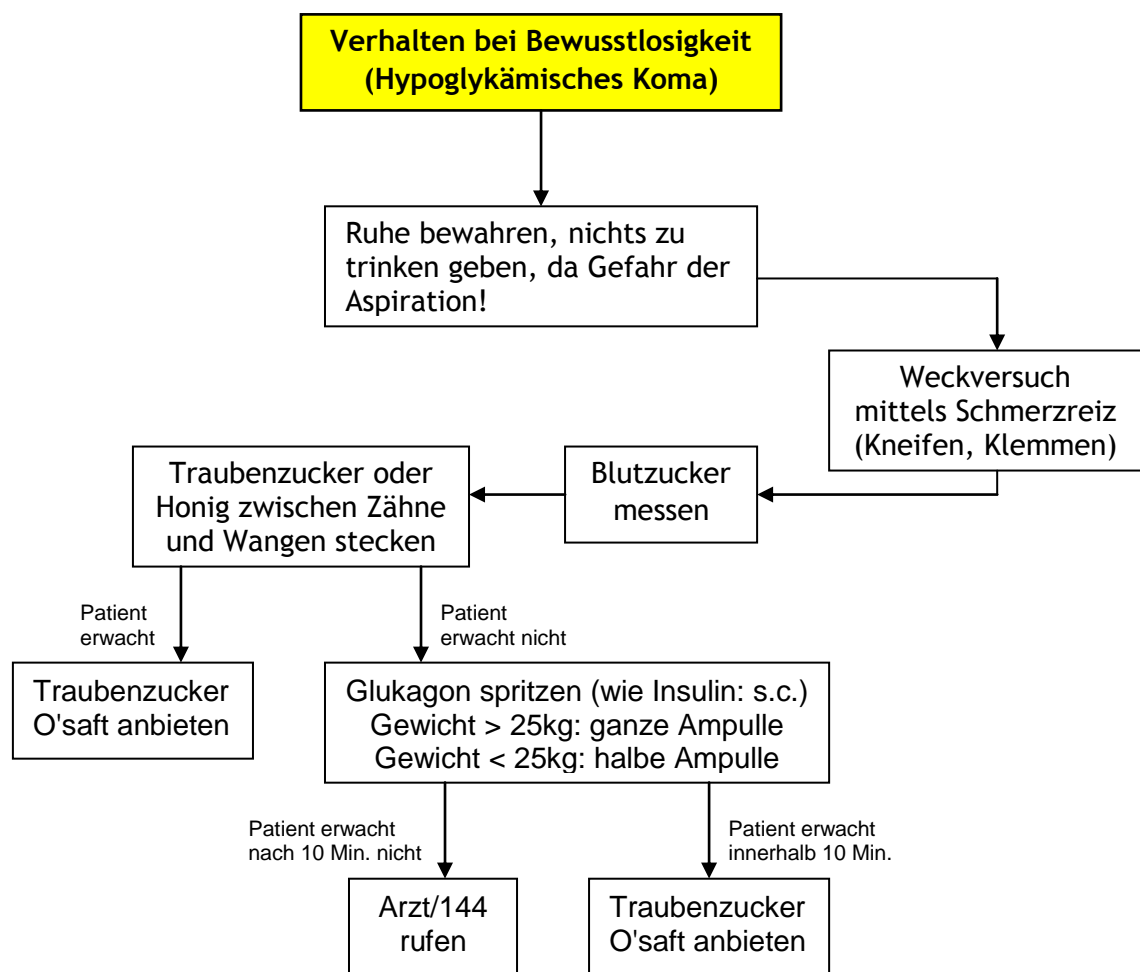 Verhalten bei Bewusstlosigkeit
(Hypoglykämisches Koma)
Ruhe bewahren, nichts zu
trinken geben, da Gefahr der
Aspiration!
Weckversuch
mittels Schmerzreiz
(Kneifen, Klemmen)
Blutzucker
messen
Traubenzucker oder
Honig zwischen Zähne
und Wangen stecken
Patient
erwacht
Patient
erwacht nicht
Traubenzucker
O'saft anbieten
Glukagon spritzen (wie Insulin: s.c.)
Gewicht > 25kg: ganze Ampulle
Gewicht < 25kg: halbe Ampulle
Patient erwacht
nach 10 Min. nicht
Patient erwacht
innerhalb 10 Min.
Arzt/144
rufen
Traubenzucker
O'saft anbieten